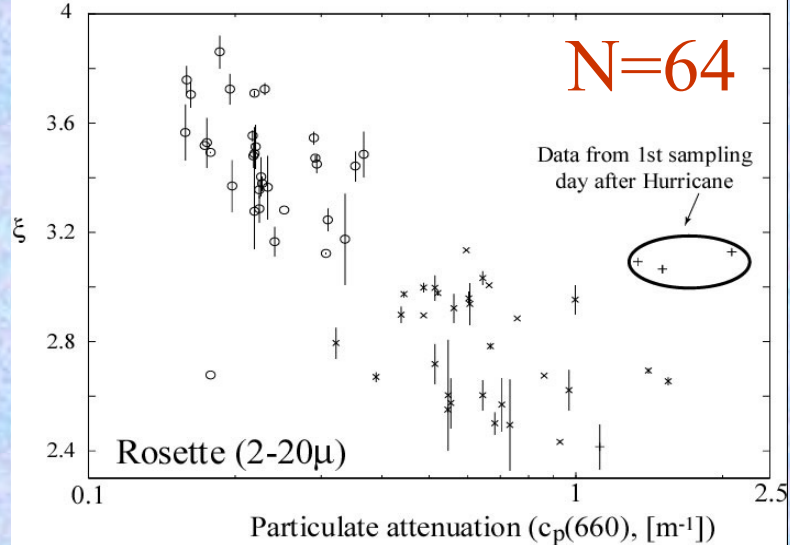 4
3.6
3.2
2.8
2.4
ξ
N=64
Data from 1st sampling
day after Hurricane
Rosette (2-20μ)
0.1
1
2.5
Particulate attenuation (cp(660), [m-1])